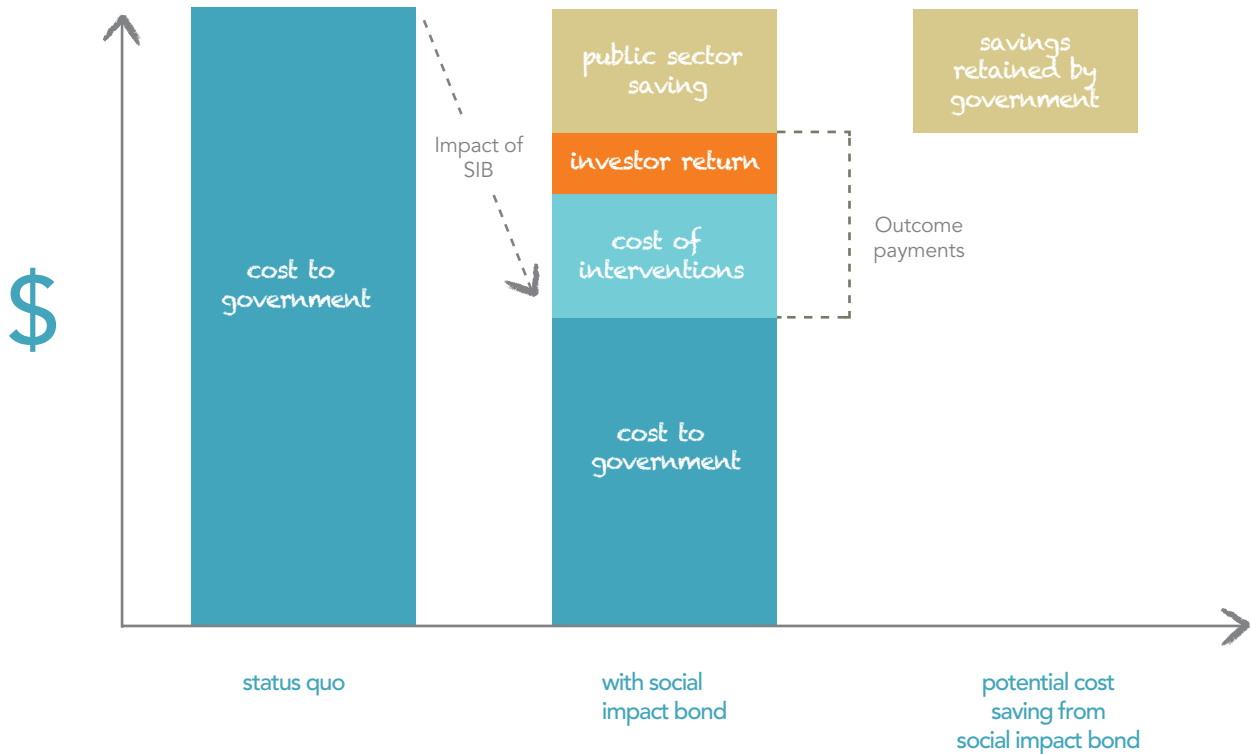 $
cost to
government
Impact of
SIB
public sector
saving
investor return
cost of
interventions
cost to
government
Outcome
payments
savings
retained by
government
status quo
with social
impact bond
potential cost
saving from
social impact bond